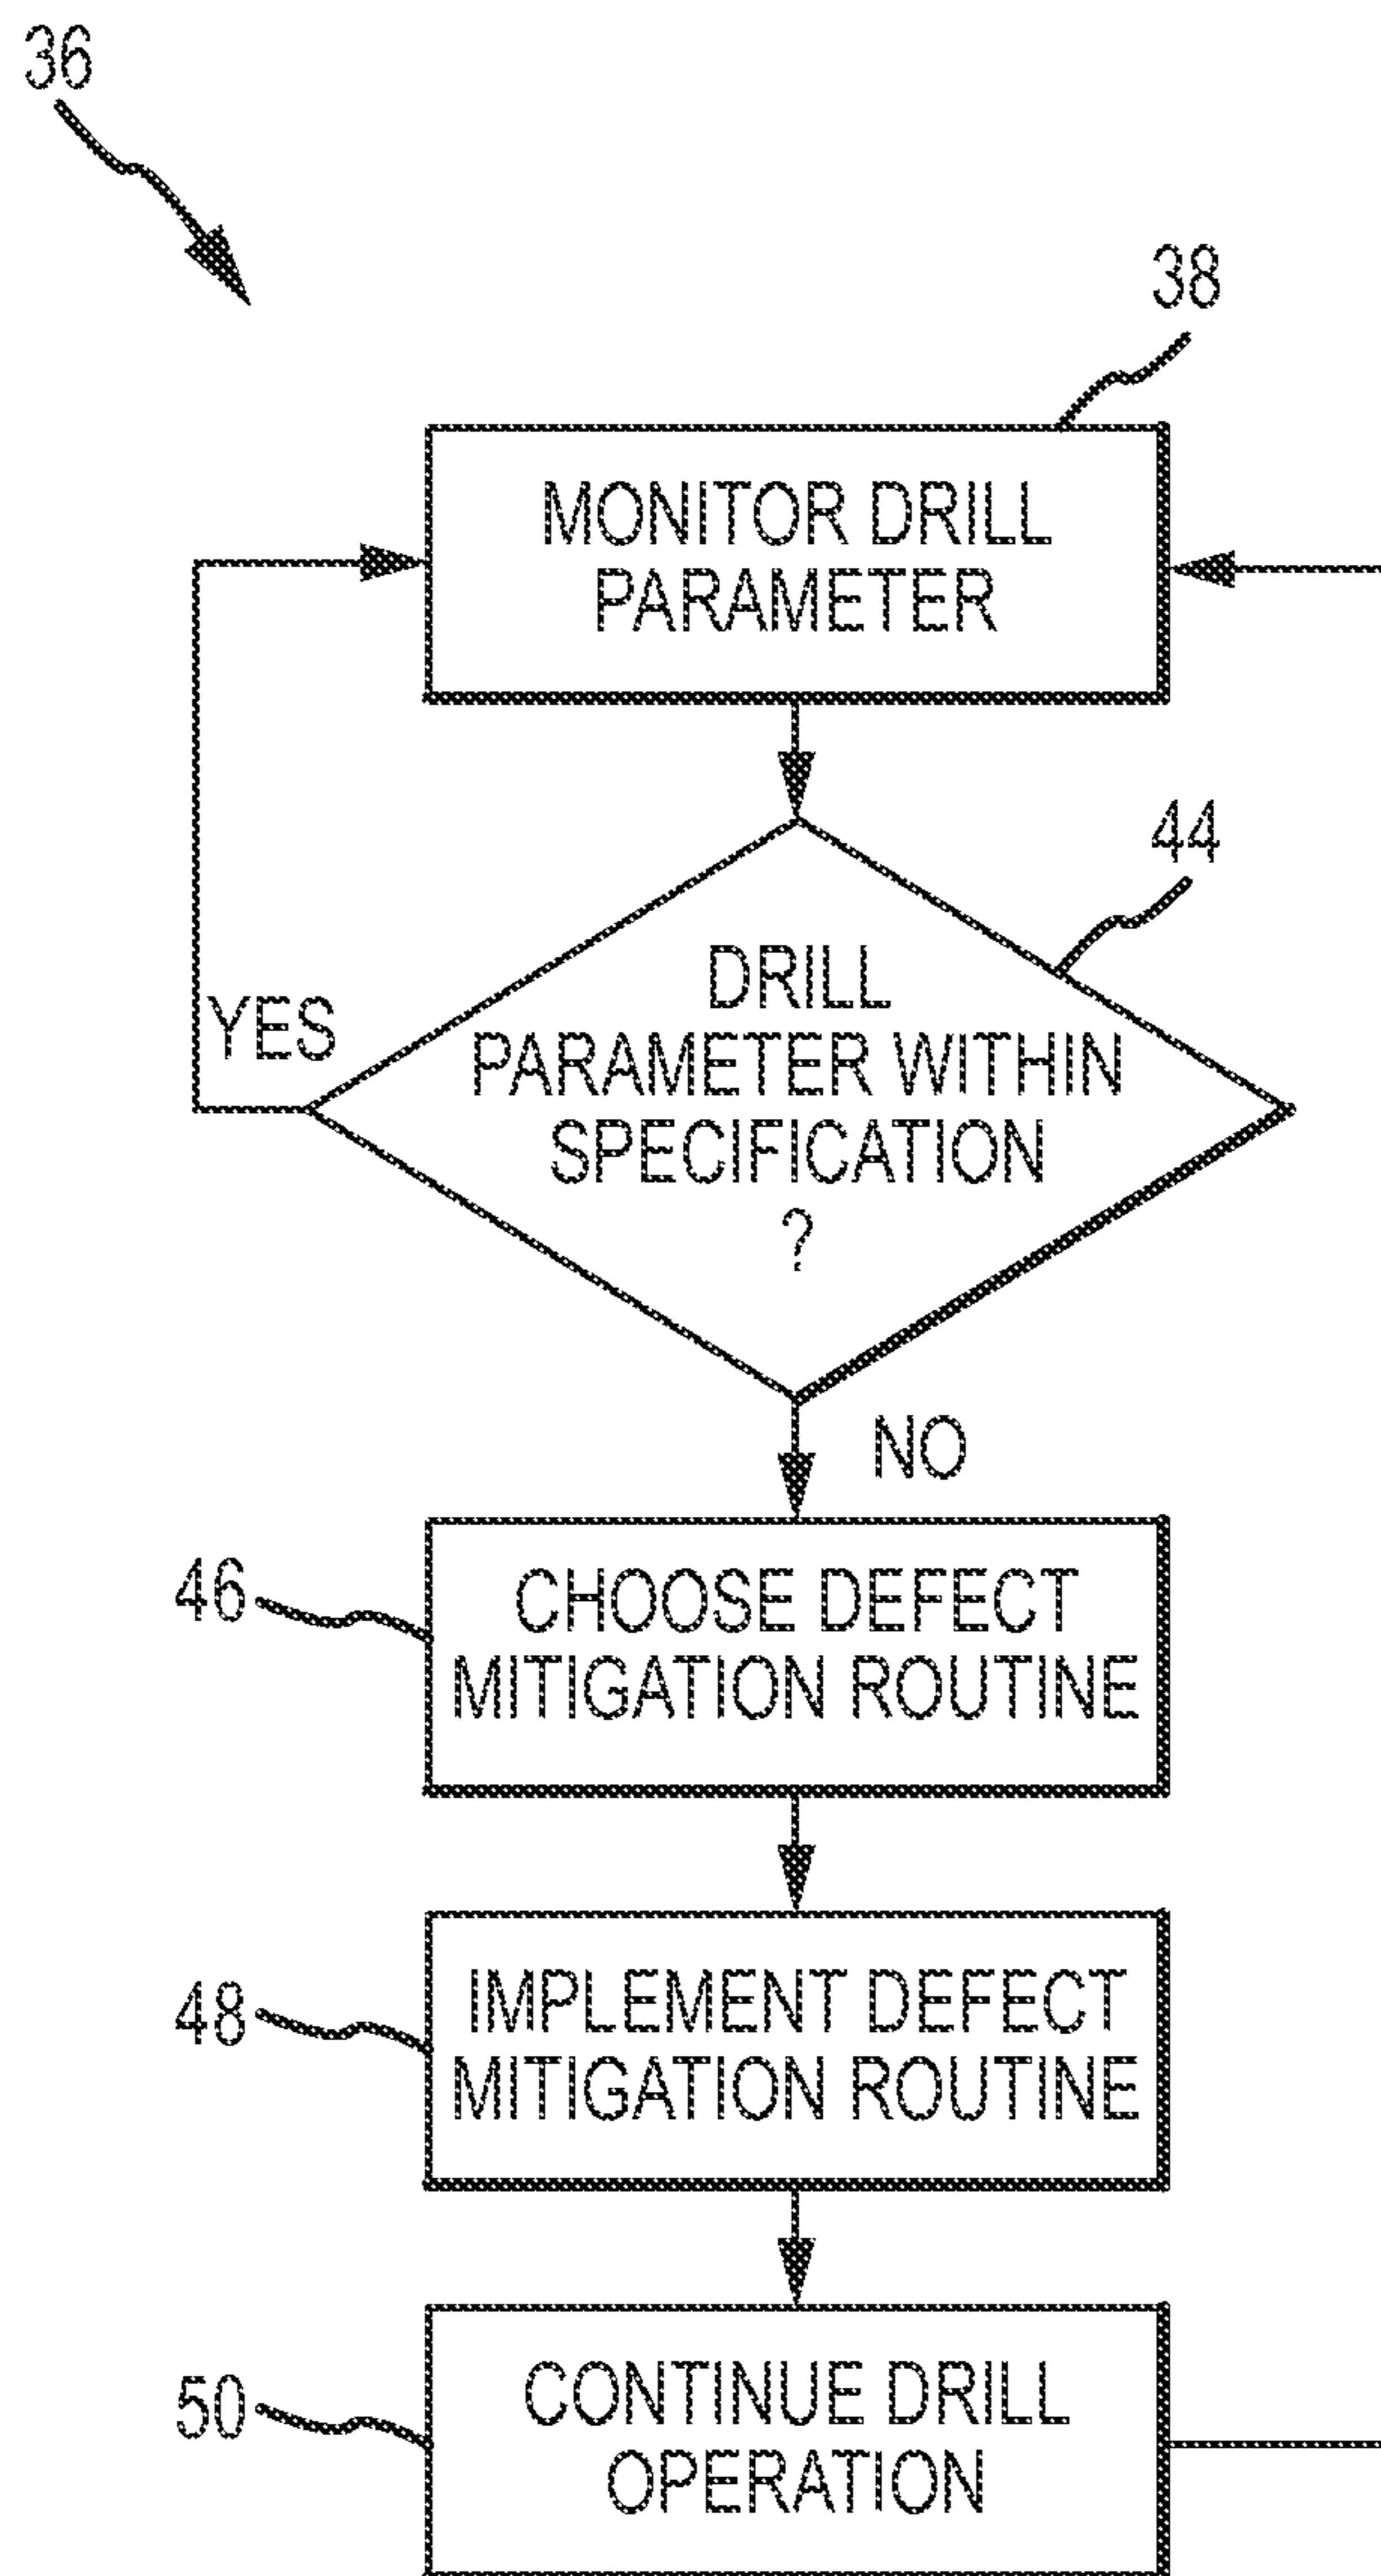 36
38
MONITOR DRILL
PARAMETER
44
DRILL
PARAMETER WITHIN
SPECIFICATION
?
YES
NO
46
CHOOSE DEFECT
MITIGATION ROUTINE
48
IMPLEMENT DEFECT
MITIGATION ROUTINE
50
CONTINUE DRILL
OPERATION